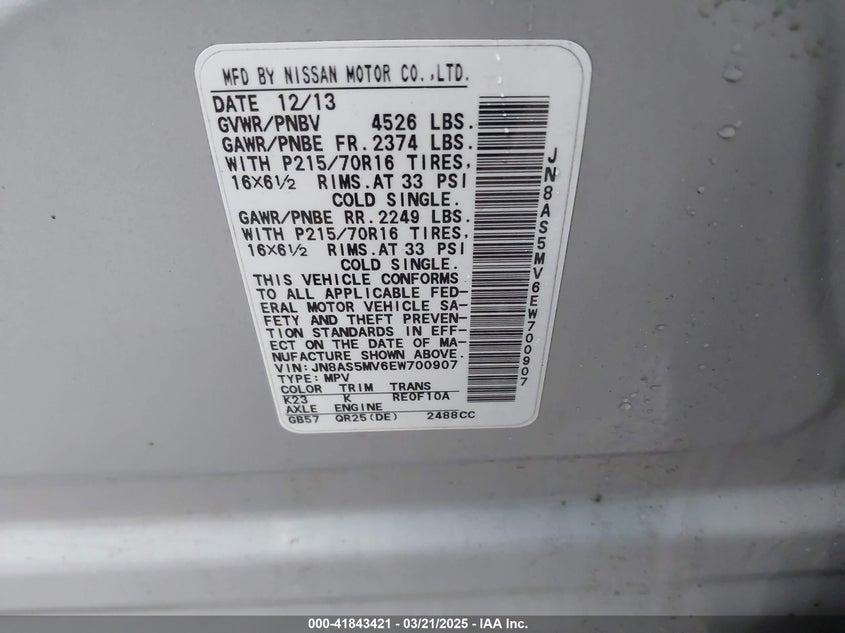 MFD BY NISSAN MOTOR CO.,LTD.
DATE 12/13
GVWR/PNBV 4526 LBS.
GAWR/PNBE FR. 2374 LBS.
WITH P215/70R16 TIRES,
16X6½ RIMS.AT 33 PSI
COLD SINGLE.
GAWR/PNBE RR. 2249 LBS.
WITH P215/70R16 TIRES,
16X6½ RIMS.AT 33 PSI
COLD SINGLE.
THIS VEHICLE CONFORMS
TO ALL APPLICABLE FED-
ERAL MOTOR VEHICLE SA-
FETY AND THEFT PREVEN-
TION STANDARDS IN EFF-
ECT ON THE DATE OF MA-
NUFACTURE SHOWN ABOVE.
VIN: JN8AS5MV6EW700907
TYPE: MPV
COLOR TRIM TRANS
K23 K RE0F10A
AXLE ENGINE
GB57 QR25(DE) 2488CC
JN8AS5MV6EW700907
000-41843421 - 03/21/2025 - IAA Inc.